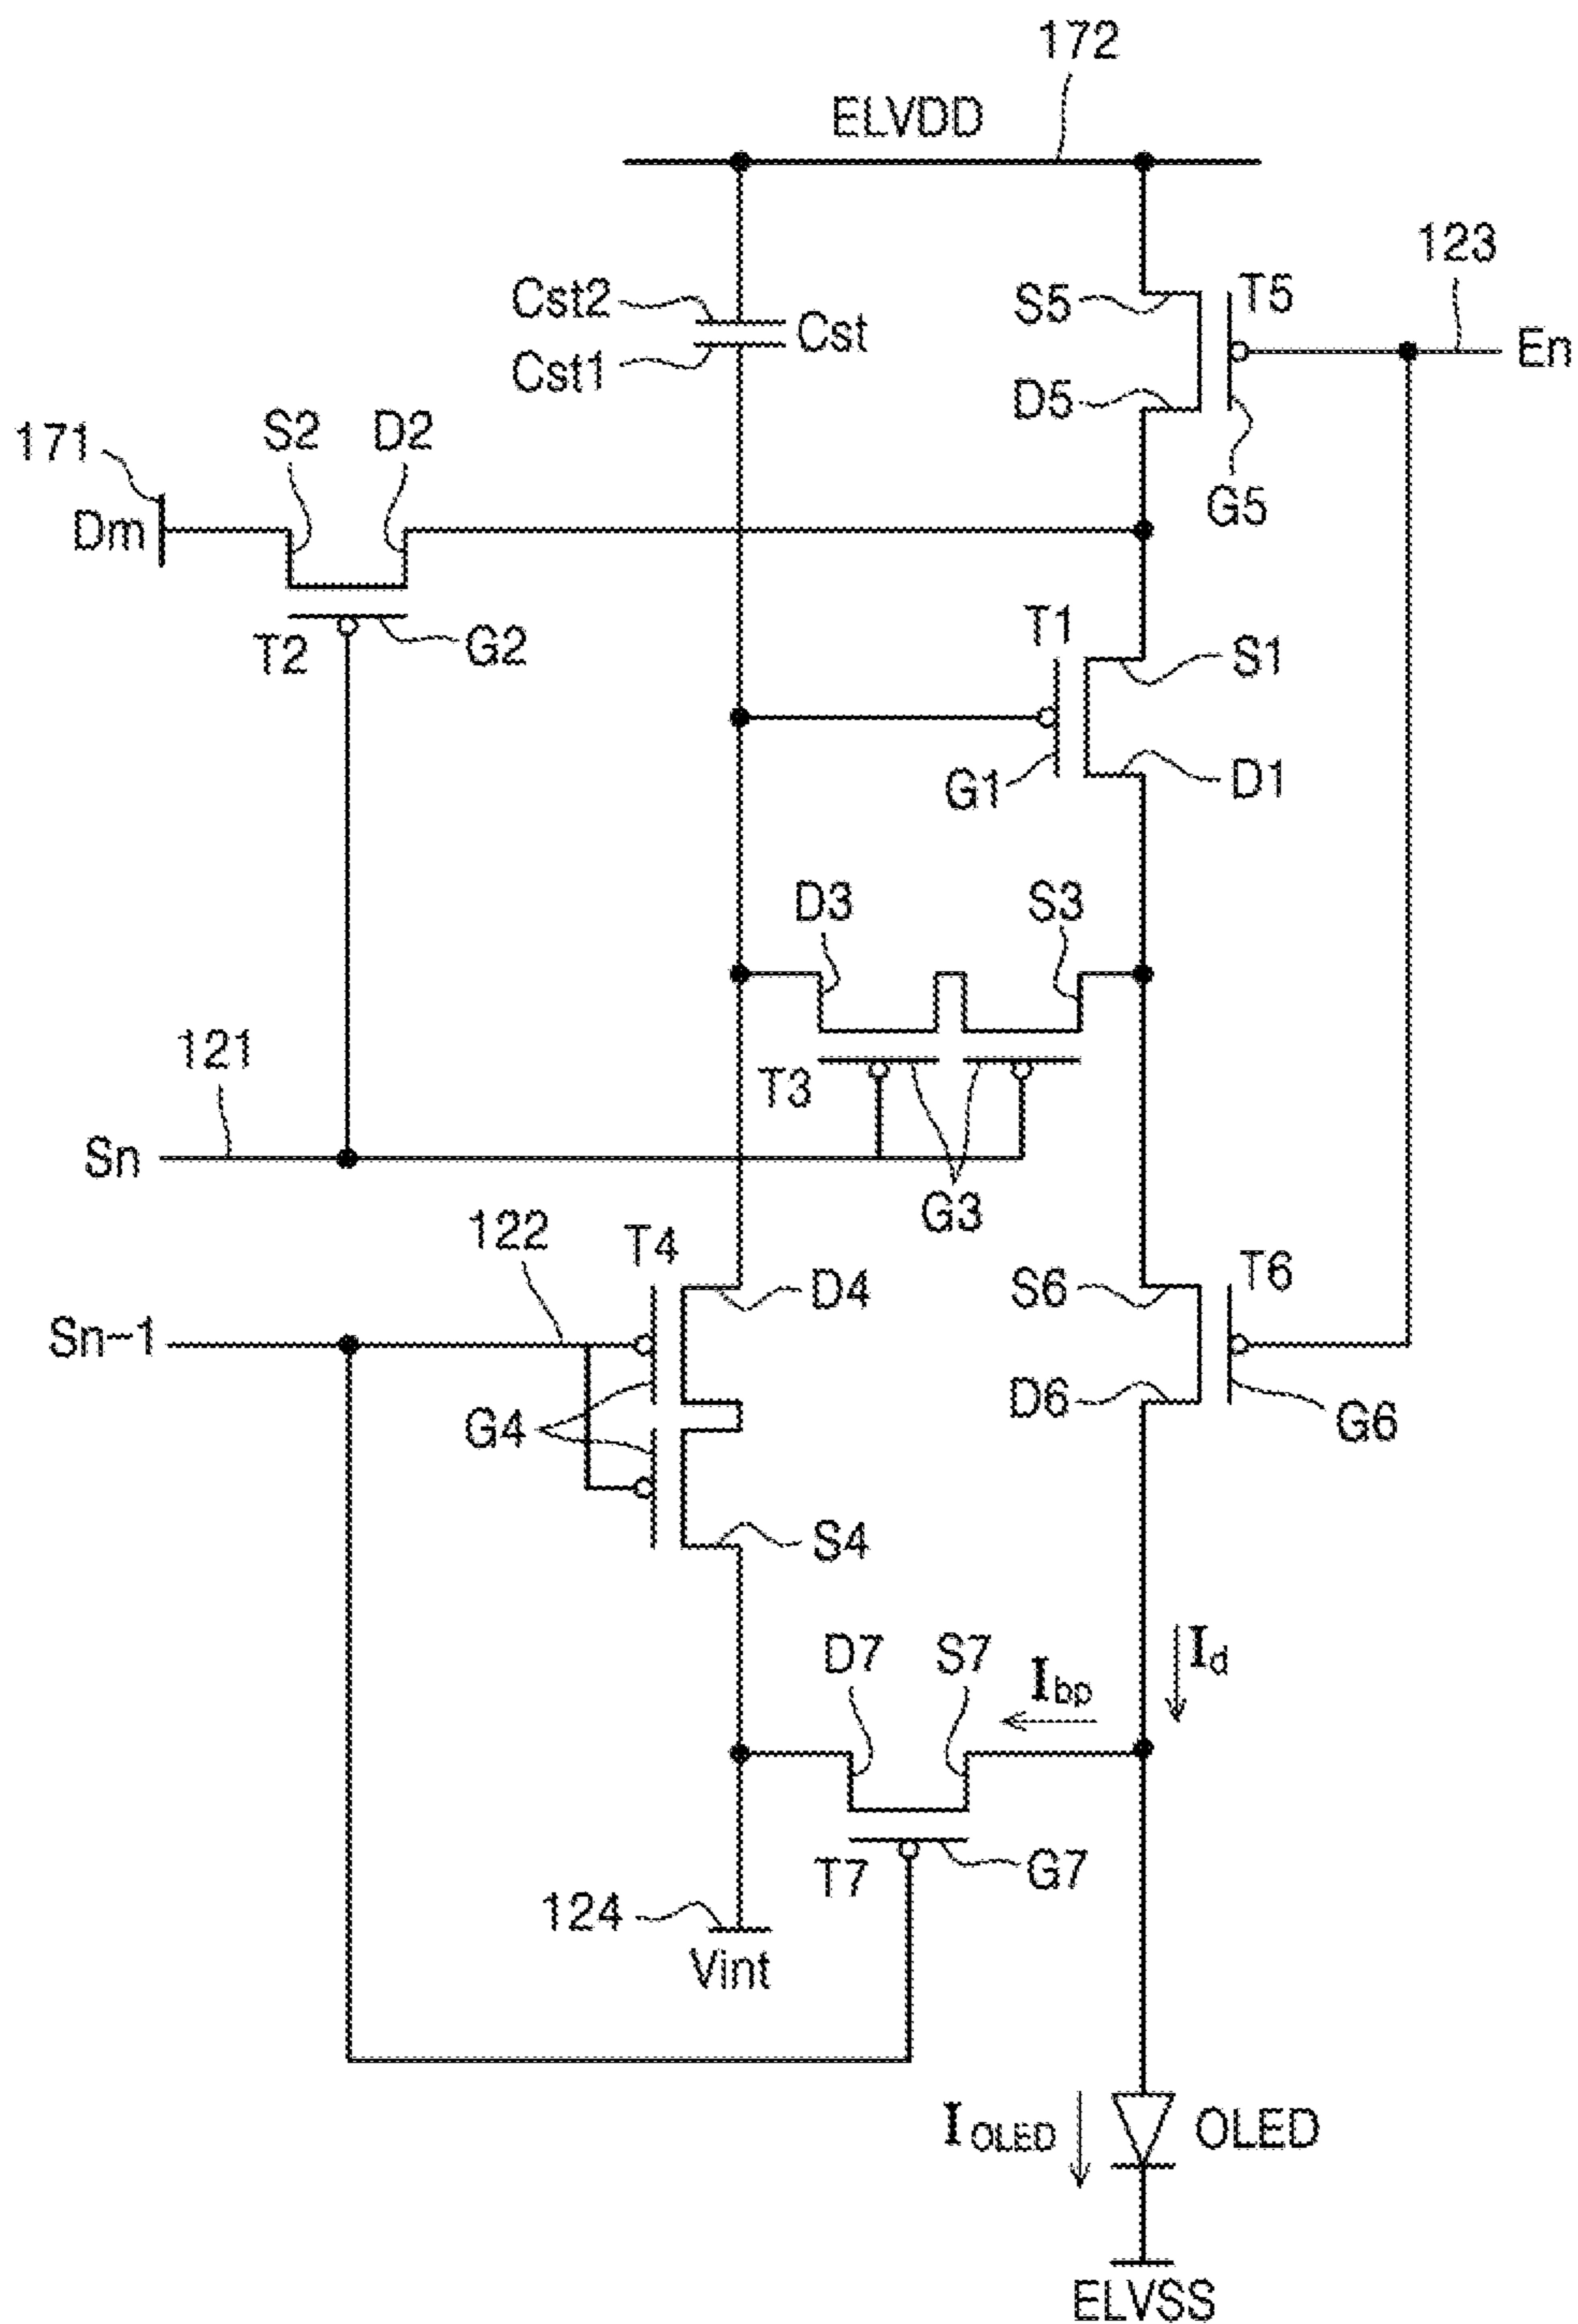 172
ELVDD
123
Cst2
Cst
Cst1
S5
T5
En
D5
G5
171
S2
D2
Dm
T2
G2
T1
S1
G1
D1
D3
S3
121
T3
Sn
G3
122
T4
D4
S6
T6
Sn-1
G4
D6
G6
S4
D7
S7
Ibp
Id
T7
G7
124
Vint
IOLED
OLED
ELVSS